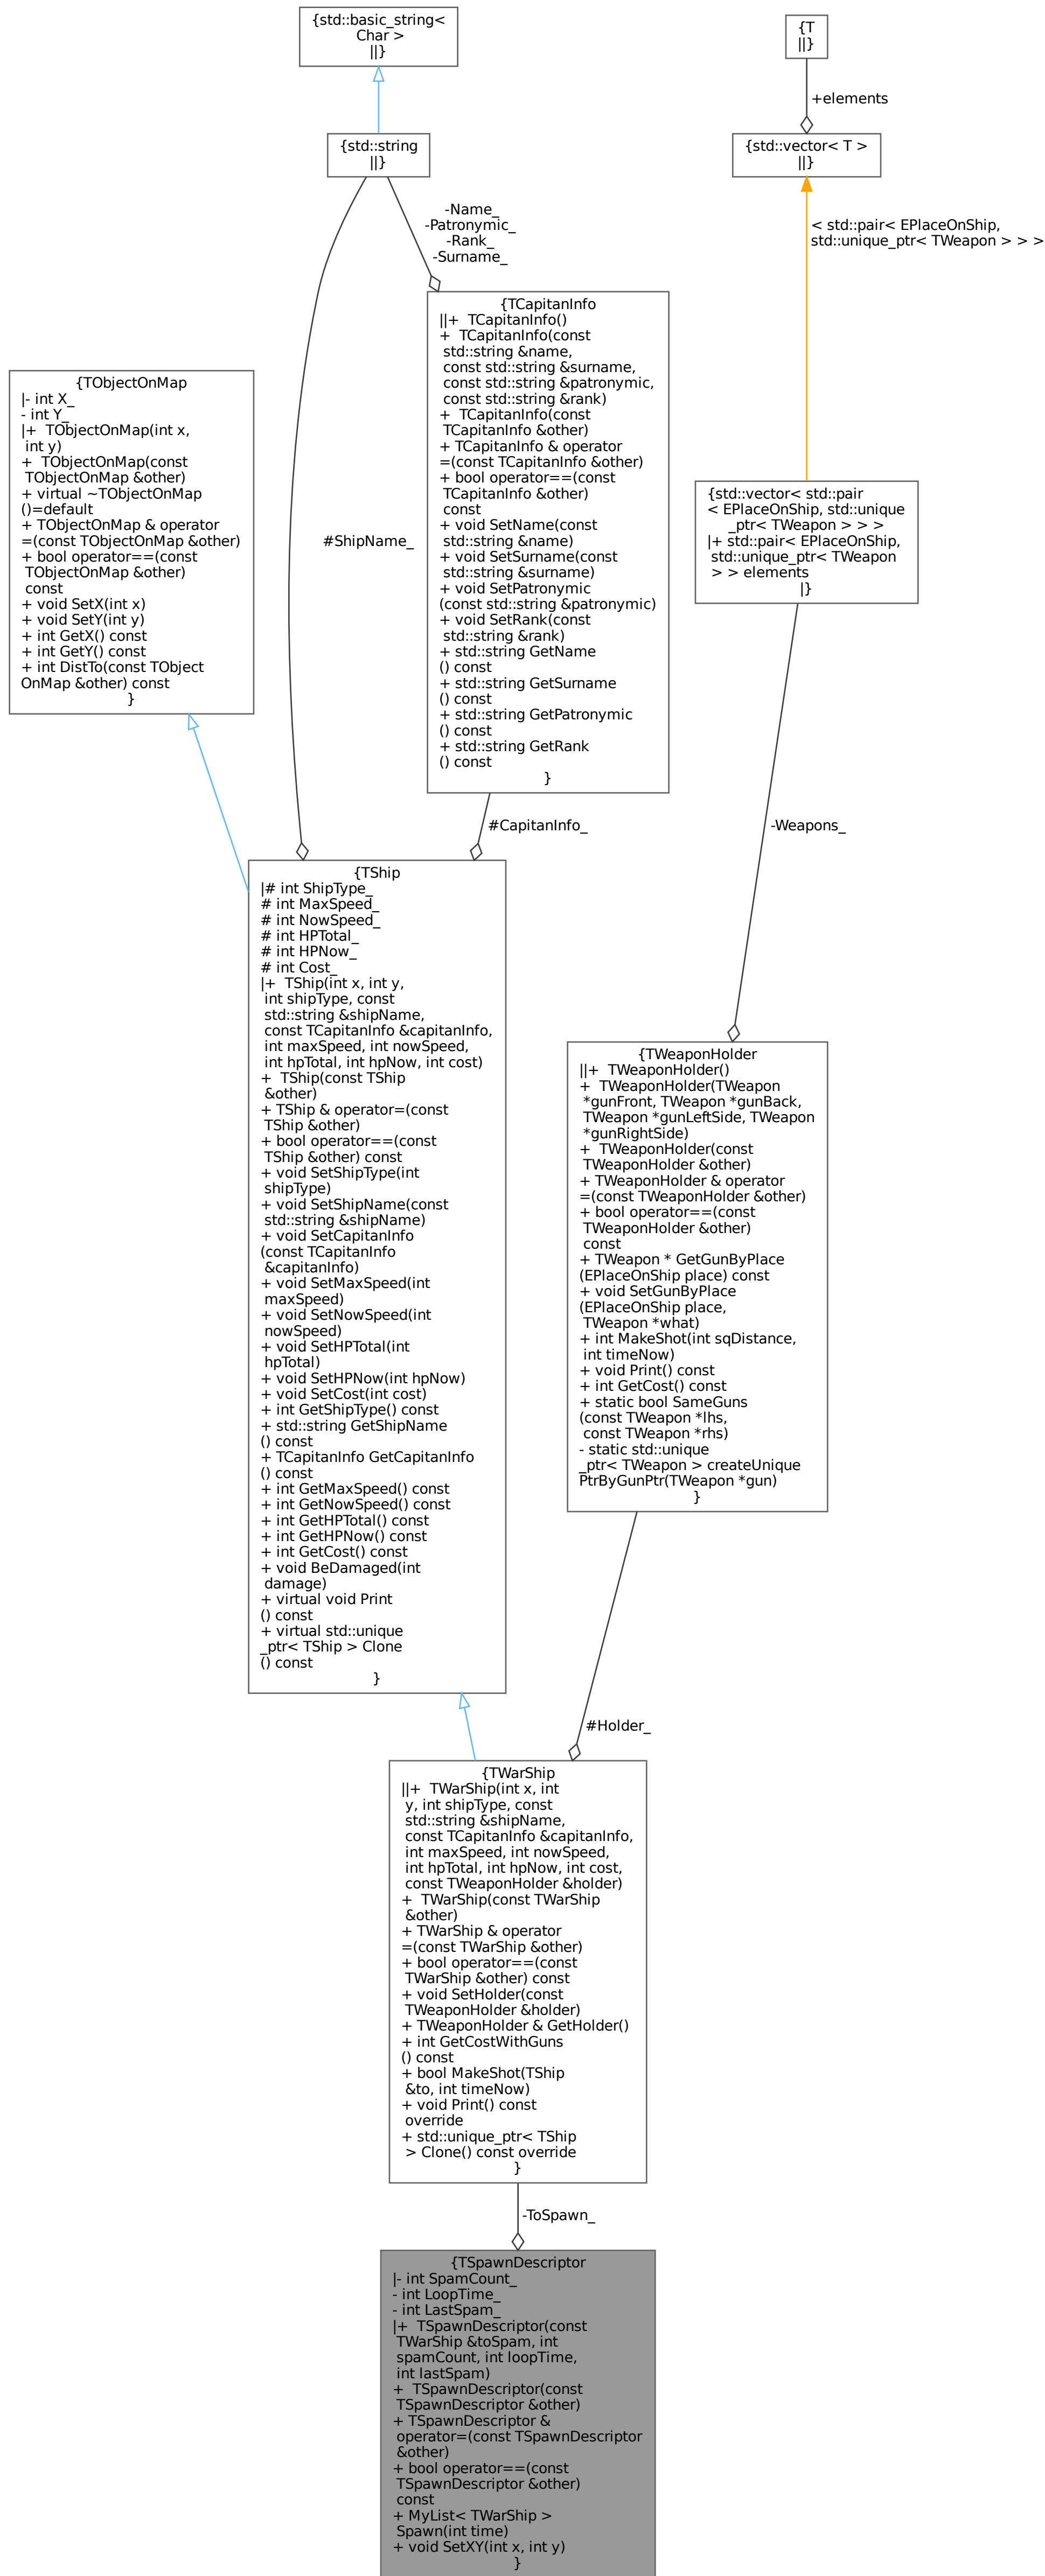 {std::basic_string<
Char >
||}
{T
||}
+elements
{std::string
||}
{std::vector< T >
||}
-Name_
-Patronymic_
-Rank_
-Surname_
< std::pair< EPlaceOnShip,
std::unique_ptr< TWeapon > > >
{TCapitanInfo
||+  TCapitanInfo()
+  TCapitanInfo(const
std::string &name,
const std::string &surname,
const std::string &patronymic,
const std::string &rank)
+  TCapitanInfo(const
TCapitanInfo &other)
+ TCapitanInfo & operator
=(const TCapitanInfo &other)
+ bool operator==(const
TCapitanInfo &other)
const
+ void SetName(const
std::string &name)
+ void SetSurname(const
std::string &surname)
+ void SetPatronymic
(const std::string &patronymic)
+ void SetRank(const
std::string &rank)
+ std::string GetName
() const
+ std::string GetSurname
() const
+ std::string GetPatronymic
() const
+ std::string GetRank
() const
}
{TObjectOnMap
|- int X_
- int Y_
|+  TObjectOnMap(int x,
int y)
+  TObjectOnMap(const
TObjectOnMap &other)
+ virtual ~TObjectOnMap
()=default
+ TObjectOnMap & operator
=(const TObjectOnMap &other)
+ bool operator==(const
TObjectOnMap &other)
const
+ void SetX(int x)
+ void SetY(int y)
+ int GetX() const
+ int GetY() const
+ int DistTo(const TObject
OnMap &other) const
}
#ShipName_
{std::vector< std::pair
< EPlaceOnShip, std::unique
_ptr< TWeapon > > >
|+ std::pair< EPlaceOnShip,
std::unique_ptr< TWeapon
> > elements
|}
#CapitanInfo_
-Weapons_
{TShip
|# int ShipType_
# int MaxSpeed_
# int NowSpeed_
# int HPTotal_
# int HPNow_
# int Cost_
|+  TShip(int x, int y,
int shipType, const
std::string &shipName,
const TCapitanInfo &capitanInfo,
int maxSpeed, int nowSpeed,
int hpTotal, int hpNow, int cost)
+  TShip(const TShip
&other)
+ TShip & operator=(const
TShip &other)
+ bool operator==(const
TShip &other) const
+ void SetShipType(int
shipType)
+ void SetShipName(const
std::string &shipName)
+ void SetCapitanInfo
(const TCapitanInfo
&capitanInfo)
+ void SetMaxSpeed(int
maxSpeed)
+ void SetNowSpeed(int
nowSpeed)
+ void SetHPTotal(int
hpTotal)
+ void SetHPNow(int hpNow)
+ void SetCost(int cost)
+ int GetShipType() const
+ std::string GetShipName
() const
+ TCapitanInfo GetCapitanInfo
() const
+ int GetMaxSpeed() const
+ int GetNowSpeed() const
+ int GetHPTotal() const
+ int GetHPNow() const
+ int GetCost() const
+ void BeDamaged(int
damage)
+ virtual void Print
() const
+ virtual std::unique
_ptr< TShip > Clone
() const
}
{TWeaponHolder
||+  TWeaponHolder()
+  TWeaponHolder(TWeapon
*gunFront, TWeapon *gunBack,
TWeapon *gunLeftSide, TWeapon
*gunRightSide)
+  TWeaponHolder(const
TWeaponHolder &other)
+ TWeaponHolder & operator
=(const TWeaponHolder &other)
+ bool operator==(const
TWeaponHolder &other)
const
+ TWeapon * GetGunByPlace
(EPlaceOnShip place) const
+ void SetGunByPlace
(EPlaceOnShip place,
TWeapon *what)
+ int MakeShot(int sqDistance,
int timeNow)
+ void Print() const
+ int GetCost() const
+ static bool SameGuns
(const TWeapon *lhs,
const TWeapon *rhs)
- static std::unique
_ptr< TWeapon > createUnique
PtrByGunPtr(TWeapon *gun)
}
#Holder_
{TWarShip
||+  TWarShip(int x, int
y, int shipType, const
std::string &shipName,
const TCapitanInfo &capitanInfo,
int maxSpeed, int nowSpeed,
int hpTotal, int hpNow, int cost,
const TWeaponHolder &holder)
+  TWarShip(const TWarShip
&other)
+ TWarShip & operator
=(const TWarShip &other)
+ bool operator==(const
TWarShip &other) const
+ void SetHolder(const
TWeaponHolder &holder)
+ TWeaponHolder & GetHolder()
+ int GetCostWithGuns
() const
+ bool MakeShot(TShip
&to, int timeNow)
+ void Print() const
override
+ std::unique_ptr< TShip
> Clone() const override
}
-ToSpawn_
{TSpawnDescriptor
|- int SpamCount_
- int LoopTime_
- int LastSpam_
|+  TSpawnDescriptor(const
TWarShip &toSpam, int
spamCount, int loopTime,
int lastSpam)
+  TSpawnDescriptor(const
TSpawnDescriptor &other)
+ TSpawnDescriptor &
operator=(const TSpawnDescriptor
&other)
+ bool operator==(const
TSpawnDescriptor &other)
const
+ MyList< TWarShip >
Spawn(int time)
+ void SetXY(int x, int y)
}